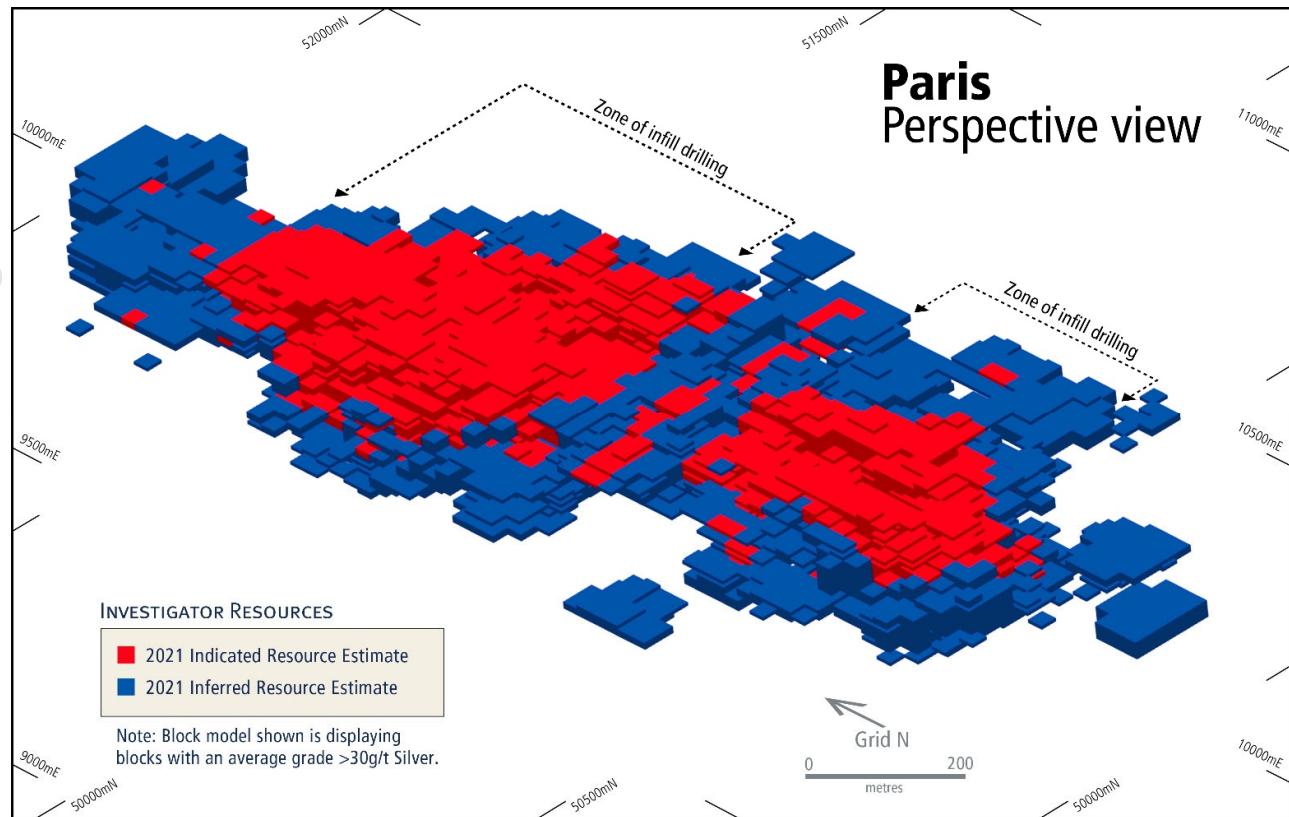 52000mN
51500mN
Paris
Perspective view
10000mE
11000mE
Zone of infill drilling
Zone of infill drilling
9500mE
10500mE
INVESTIGATOR RESOURCES
2021 Indicated Resource Estimate
2021 Inferred Resource Estimate
Note: Block model shown is displaying
blocks with an average grade >30g/t Silver.
Grid N
0 200
metres
9000mE
10000mE
50000mN
50500mN
50000mN